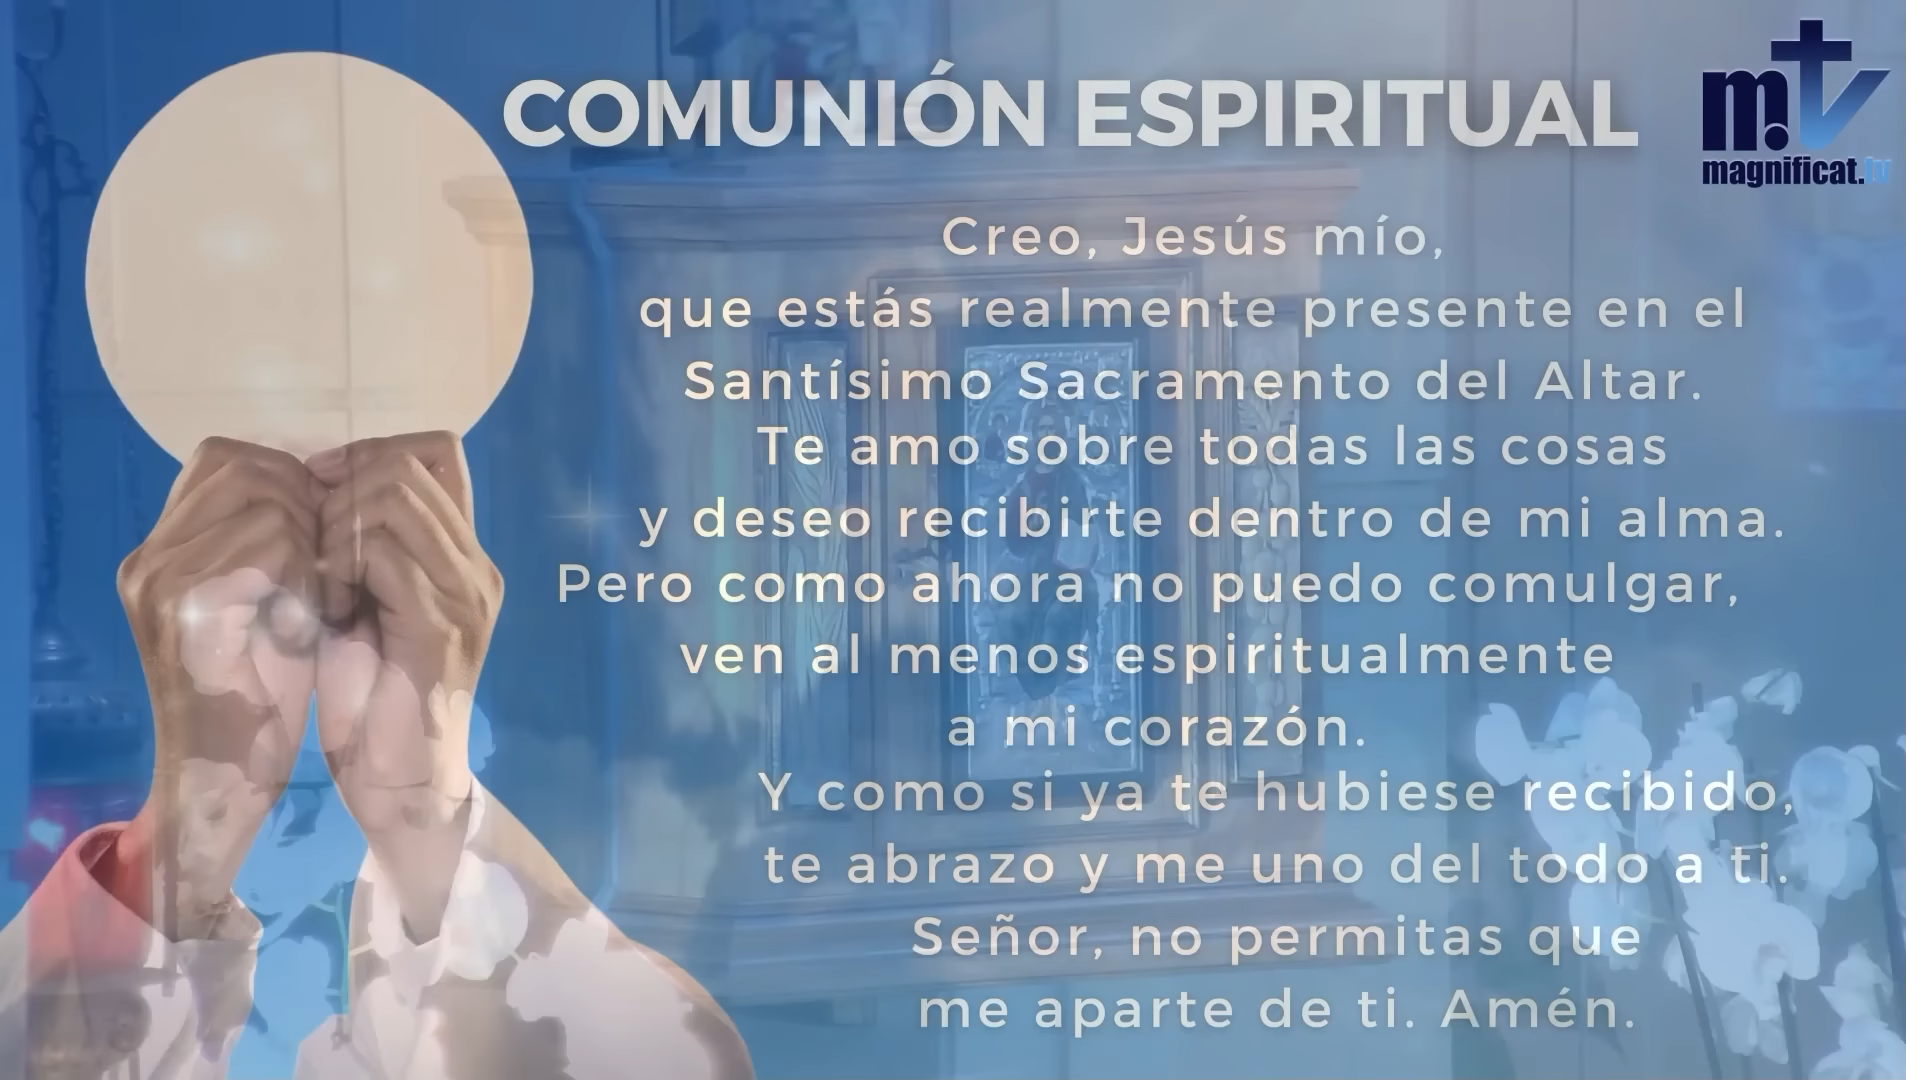 COMUNIÓN ESPIRITUAL
mtv
magnificat.tv
Creo, Jesús mío,
que estás realmente presente en el
Santísimo Sacramento del Altar.
Te amo sobre todas las cosas
y deseo recibirte dentro de mi alma.
Pero como ahora no puedo comulgar,
ven al menos espiritualmente
a mi corazón.
Y como si ya te hubiese recibido,
te abrazo y me uno del todo a ti.
Señor, no permitas que
me aparte de ti. Amén.